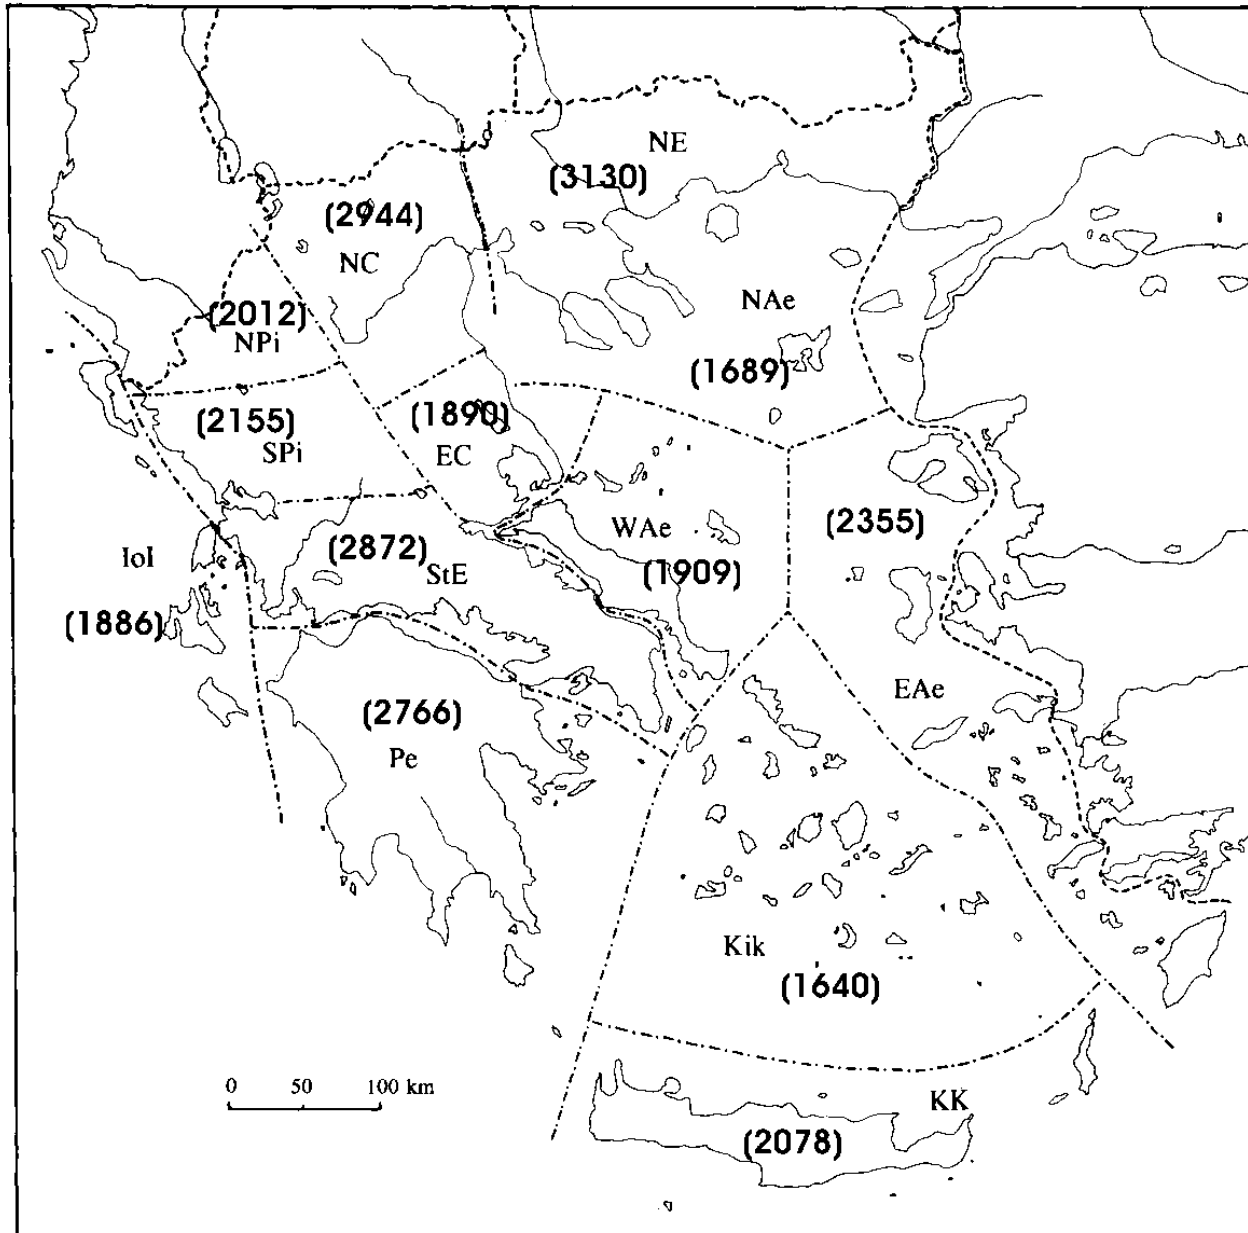 NE
(3130)
(2944)
NC
NAe
(2012)
NPi
(1689)
(2155)
SPi
(1890)
EC
WAe
(2355)
IoI
(2872)
StE
(1909)
(1886)
EAe
(2766)
Pe
Kik
(1640)
0 50 100 km
KK
(2078)